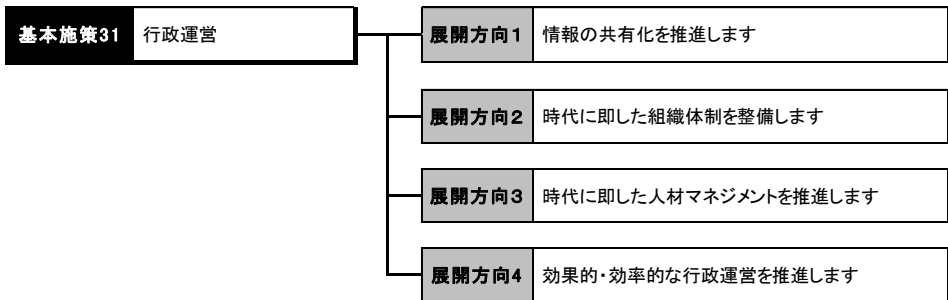 基本施策31 行政運営
展開方向1 情報の共有化を推進します
展開方向2 時代に即した組織体制を整備します
展開方向3 時代に即した人材マネジメントを推進します
展開方向4 効果的・効率的な行政運営を推進します